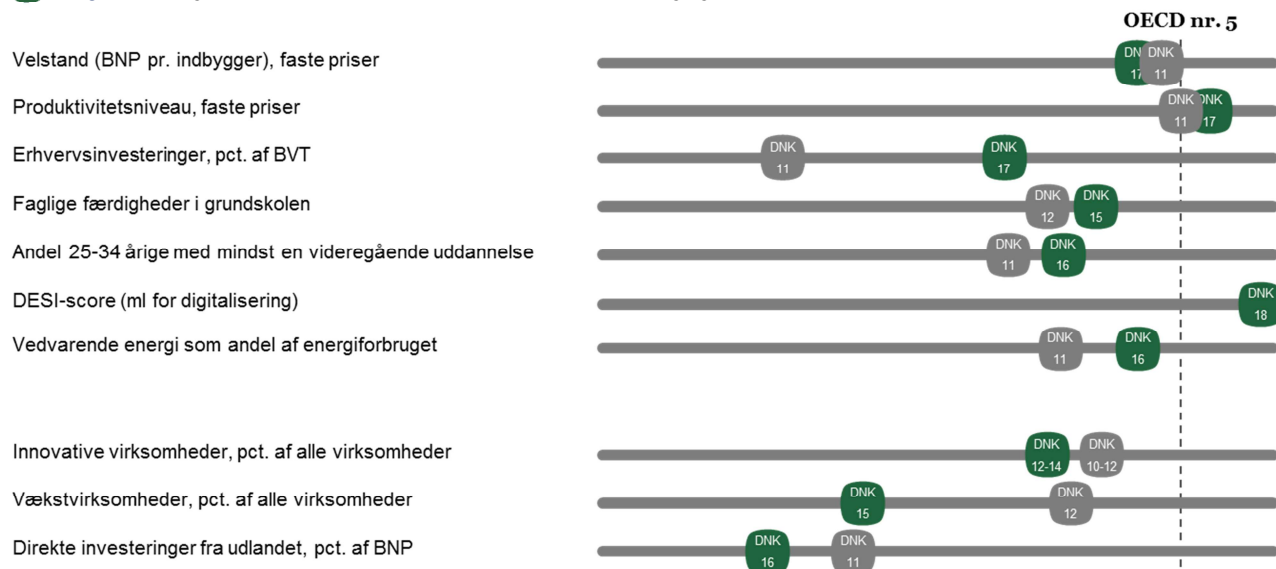 OECD nr. 5
Velstand (BNP pr. indbygger), faste priser
DNK 17
DNK 11
Produktivitetsniveau, faste priser
DNK 11
DNK 17
Erhvervsinvesteringer, pct. af BVT
DNK 11
DNK 17
Faglige færdigheder i grundskolen
DNK 12
DNK 15
Andel 25-34 årige med mindst en videregående uddannelse
DNK 11
DNK 16
DESI-score (ml for digitalisering)
DNK 18
Vedvarende energi som andel af energiforbruget
DNK 11
DNK 16
Innovative virksomheder, pct. af alle virksomheder
DNK 12-14
DNK 10-12
Vækstvirksomheder, pct. af alle virksomheder
DNK 15
DNK 12
Direkte investeringer fra udlandet, pct. af BNP
DNK 16
DNK 11